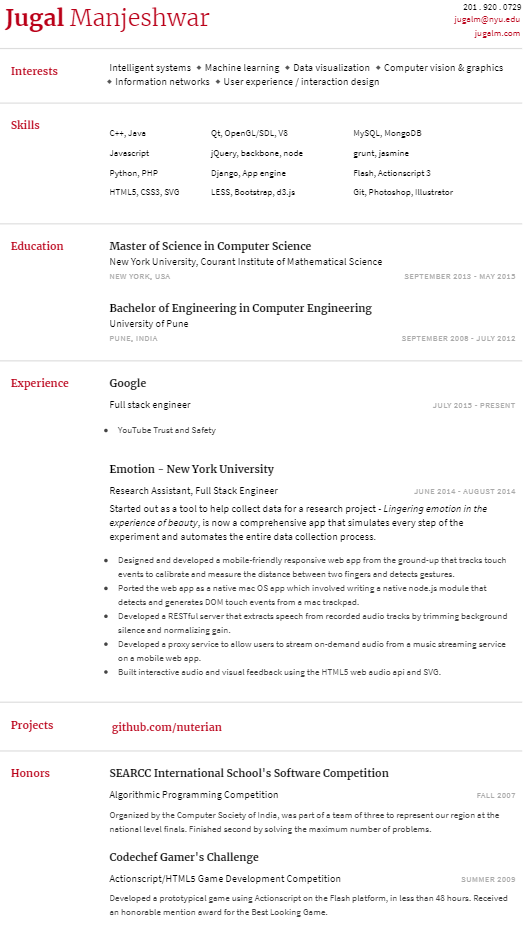 Jugal Manjeshwar
201 . 920 . 0729
jugalm@nyu.edu
jugalm.com
Interests
Intelligent systems ◆ Machine learning ◆ Data visualization ◆ Computer vision & graphics
◆ Information networks ◆ User experience / interaction design
Skills
C++, Java Qt, OpenGL/SDL, V8 MySQL, MongoDB
Javascript jQuery, backbone, node grunt, jasmine
Python, PHP Django, App engine Flash, Actionscript 3
HTML5, CSS3, SVG LESS, Bootstrap, d3.js Git, Photoshop, Illustrator
Education
Master of Science in Computer Science
New York University, Courant Institute of Mathematical Science
NEW YORK, USA SEPTEMBER 2013 - MAY 2015
Bachelor of Engineering in Computer Engineering
University of Pune
PUNE, INDIA SEPTEMBER 2008 - JULY 2012
Experience
Google
Full stack engineer JULY 2015 - PRESENT
• YouTube Trust and Safety
Emotion - New York University
Research Assistant, Full Stack Engineer JUNE 2014 - AUGUST 2014
Started out as a tool to help collect data for a research project - Lingering emotion in the
experience of beauty, is now a comprehensive app that simulates every step of the
experiment and automates the entire data collection process.
• Designed and developed a mobile-friendly responsive web app from the ground-up that tracks touch
events to calibrate and measure the distance between two fingers and detects gestures.
• Ported the web app as a native mac OS app which involved writing a native node.js module that
detects and generates DOM touch events from a mac trackpad.
• Developed a RESTful server that extracts speech from recorded audio tracks by trimming background
silence and normalizing gain.
• Developed a proxy service to allow users to stream on-demand audio from a music streaming service
on a mobile web app.
• Built interactive audio and visual feedback using the HTML5 web audio api and SVG.
Projects
github.com/nuterian
Honors
SEARCC International School's Software Competition
Algorithmic Programming Competition FALL 2007
Organized by the Computer Society of India, was part of a team of three to represent our region at the
national level finals. Finished second by solving the maximum number of problems.
Codechef Gamer's Challenge
Actionscript/HTML5 Game Development Competition SUMMER 2009
Developed a prototypical game using Actionscript on the Flash platform, in less than 48 hours. Received
an honorable mention award for the Best Looking Game.